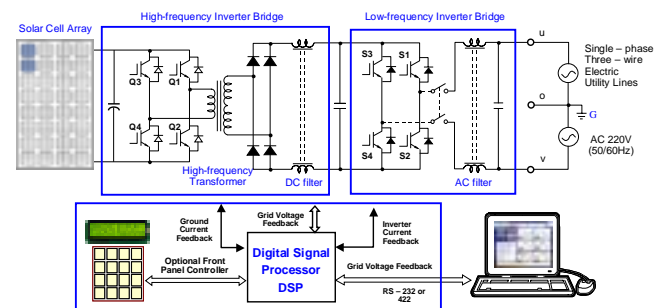 High-frequency Inverter Bridge
Low-frequency Inverter Bridge
Solar Cell Array
Q3
Q1
Q4
Q2
High-frequency
Transformer
DC filter
S3
S1
S4
S2
AC filter
u
o
v
G
Single – phase
Three – wire
Electric
Utility Lines
AC 220V
(50/60Hz)
Ground
Current
Feedback
Grid Voltage
Feedback
Inverter
Current
Feedback
Optional Front
Panel Controller
Digital Signal
Processor
DSP
Grid Voltage Feedback
RS – 232 or
422